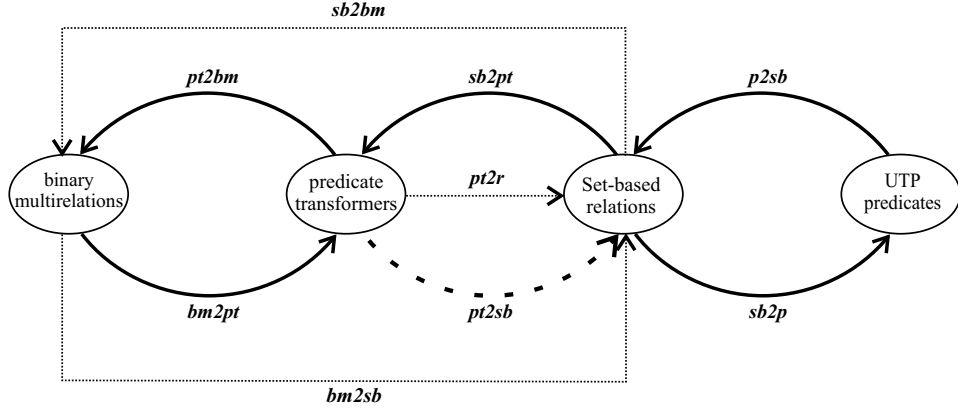 sb2bm
pt2bm
sb2pt
p2sb
binary
multirelations
predicate
transformers
pt2r
Set-based
relations
UTP
predicates
bm2pt
pt2sb
sb2p
bm2sb